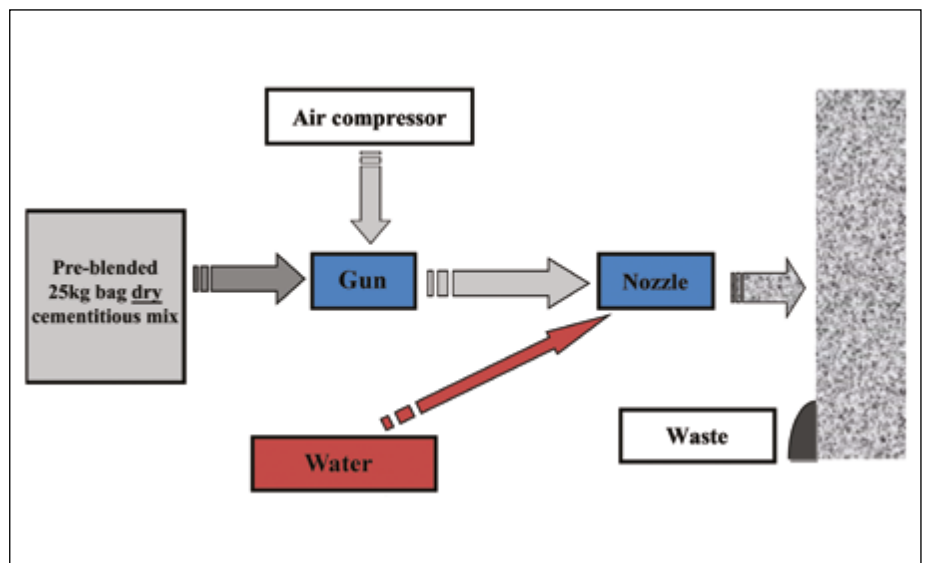 Air compressor
Pre-blended
25kg bag dry
cementitious mix
Gun
Nozzle
Water
Waste